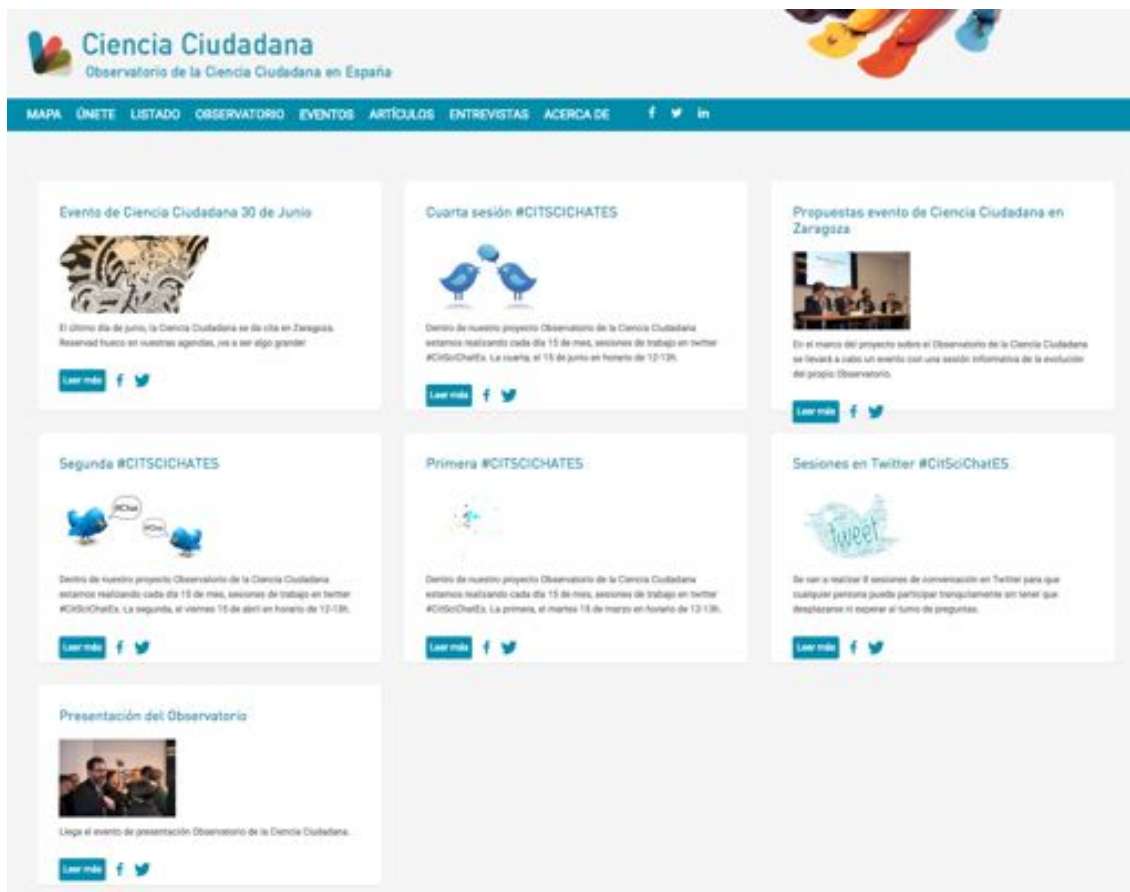 Ciencia Ciudadana
Observatorio de la Ciencia Ciudadana en España
MAPA ÚNETE LISTADO OBSERVATORIO EVENTOS ARTÍCULOS ENTREVISTAS ACERCA DE
Evento de Ciencia Ciudadana 30 de Junio
El último día de junio, la Ciencia Ciudadana se da cita en Zaragoza.
Reservad hueco en vuestras agendas, ¡va a ser algo grande!
Leer más
Cuarta sesión #CITSCICHATES
Dentro de nuestro proyecto Observatorio de la Ciencia Ciudadana
estamos realizando cada día 15 de mes, sesiones de trabajo en twitter
#CitSciChatEs. La cuarta, el 15 de junio en horario de 12-13h.
Leer más
Propuestas evento de Ciencia Ciudadana en
Zaragoza
En el marco del proyecto sobre el Observatorio de la Ciencia Ciudadana
se llevará a cabo un evento con una sesión informativa de la evolución
del propio Observatorio.
Leer más
Segunda #CITSCICHATES
#Chat
Dentro de nuestro proyecto Observatorio de la Ciencia Ciudadana
estamos realizando cada día 15 de mes, sesiones de trabajo en twitter
#CitSciChatEs. La segunda, el viernes 15 de abril en horario de 12-13h.
Leer más
Primera #CITSCICHATES
Dentro de nuestro proyecto Observatorio de la Ciencia Ciudadana
estamos realizando cada día 15 de mes, sesiones de trabajo en twitter
#CitSciChatEs. La primera, el martes de marzo en horario de 12-13h.
Leer más
Sesiones en Twitter #CitSciChatES
tweet
Se van a realizar sesiones de conversación en Twitter para que
cualquier persona pueda participar tranquilamente sin tener que
desplazarse ni esperar al turno de preguntas.
Leer más
Presentación del Observatorio
Llega el evento de presentación Observatorio de la Ciencia Ciudadana.
Leer más